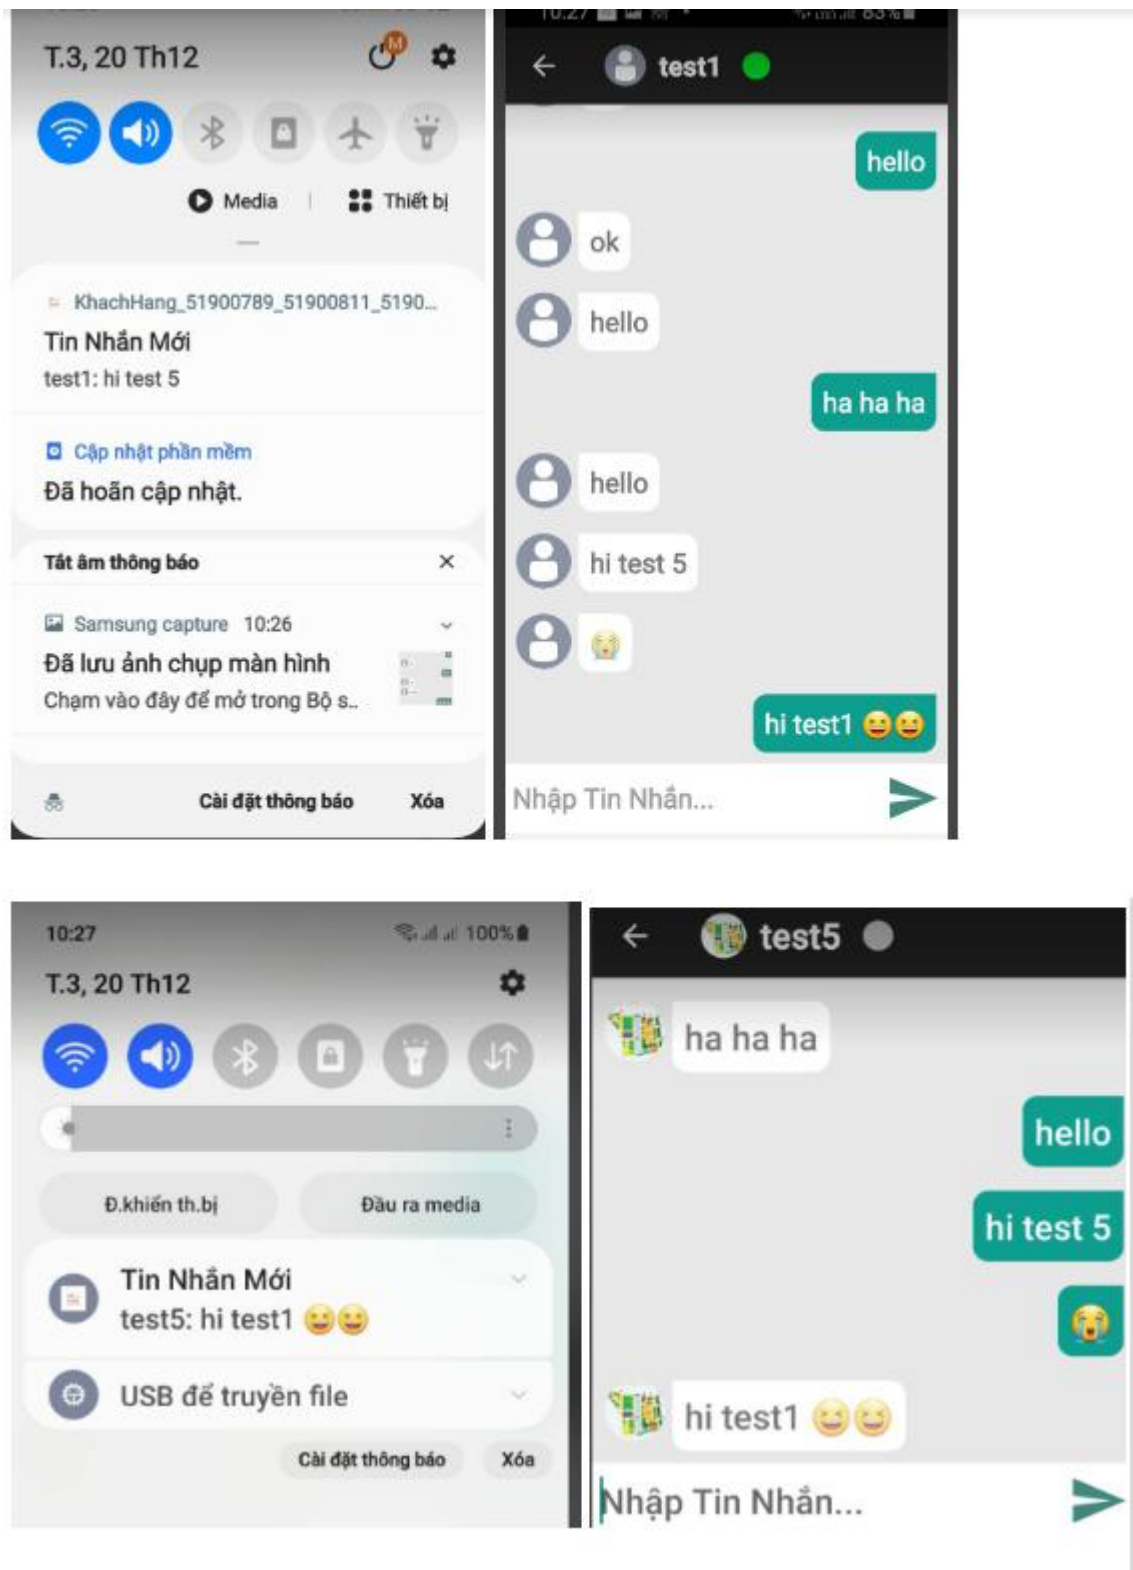 T.3, 20 Th12
M
Media
Thiết bị
KhachHang_51900789_51900811_5190...
Tin Nhắn Mới
test1: hi test 5
Cập nhật phần mềm
Đã hoãn cập nhật.
Tắt âm thông báo
Samsung capture 10:26
Đã lưu ảnh chụp màn hình
Chạm vào đây để mở trong Bộ s..
Cài đặt thông báo
Xóa
10:27
83%
test1
hello
ok
hello
ha ha ha
hello
hi test 5
😭
hi test1 😆😆
Nhập Tin Nhắn...
10:27
100%
T.3, 20 Th12
Đ.khiển th.bị
Đầu ra media
Tin Nhắn Mới
test5: hi test1 😆😆
USB để truyền file
Cài đặt thông báo
Xóa
test5
ha ha ha
hello
hi test 5
😭
hi test1 😆😆
Nhập Tin Nhắn...